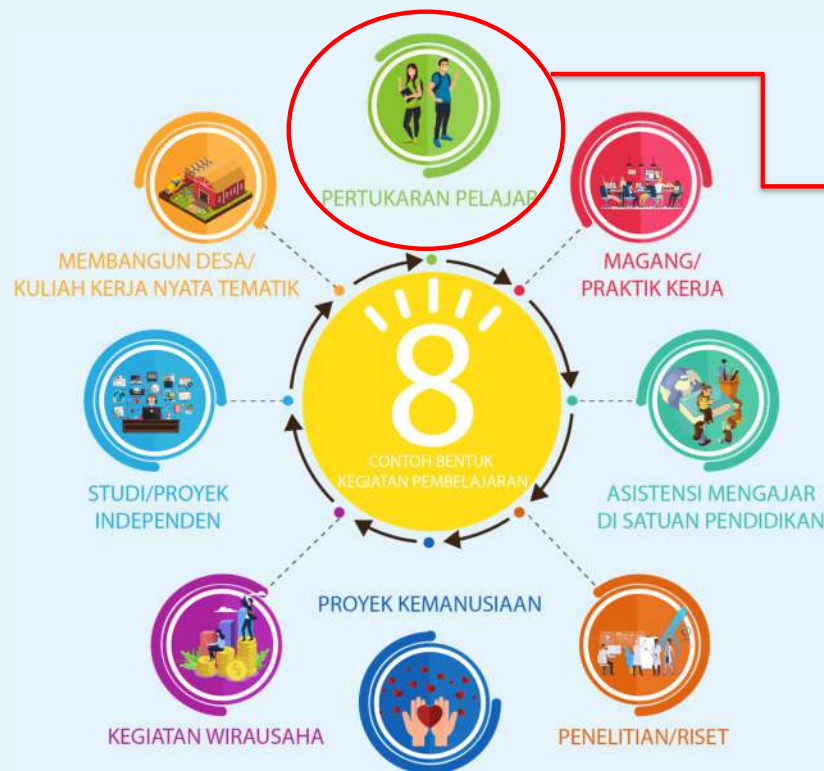 PERTUKARAN PELAJAR
MAGANG/
PRAKTIK KERJA
ASISTENSI MENGAJAR
DI SATUAN PENDIDIKAN
PENELITIAN/RISET
PROYEK KEMANUSIAAN
KEGIATAN WIRAUSAHA
STUDI/PROYEK
INDEPENDEN
MEMBANGUN DESA/
KULIAH KERJA NYATA TEMATIK
8
CONTOH BENTUK
KEGIATAN PEMBELAJARAN